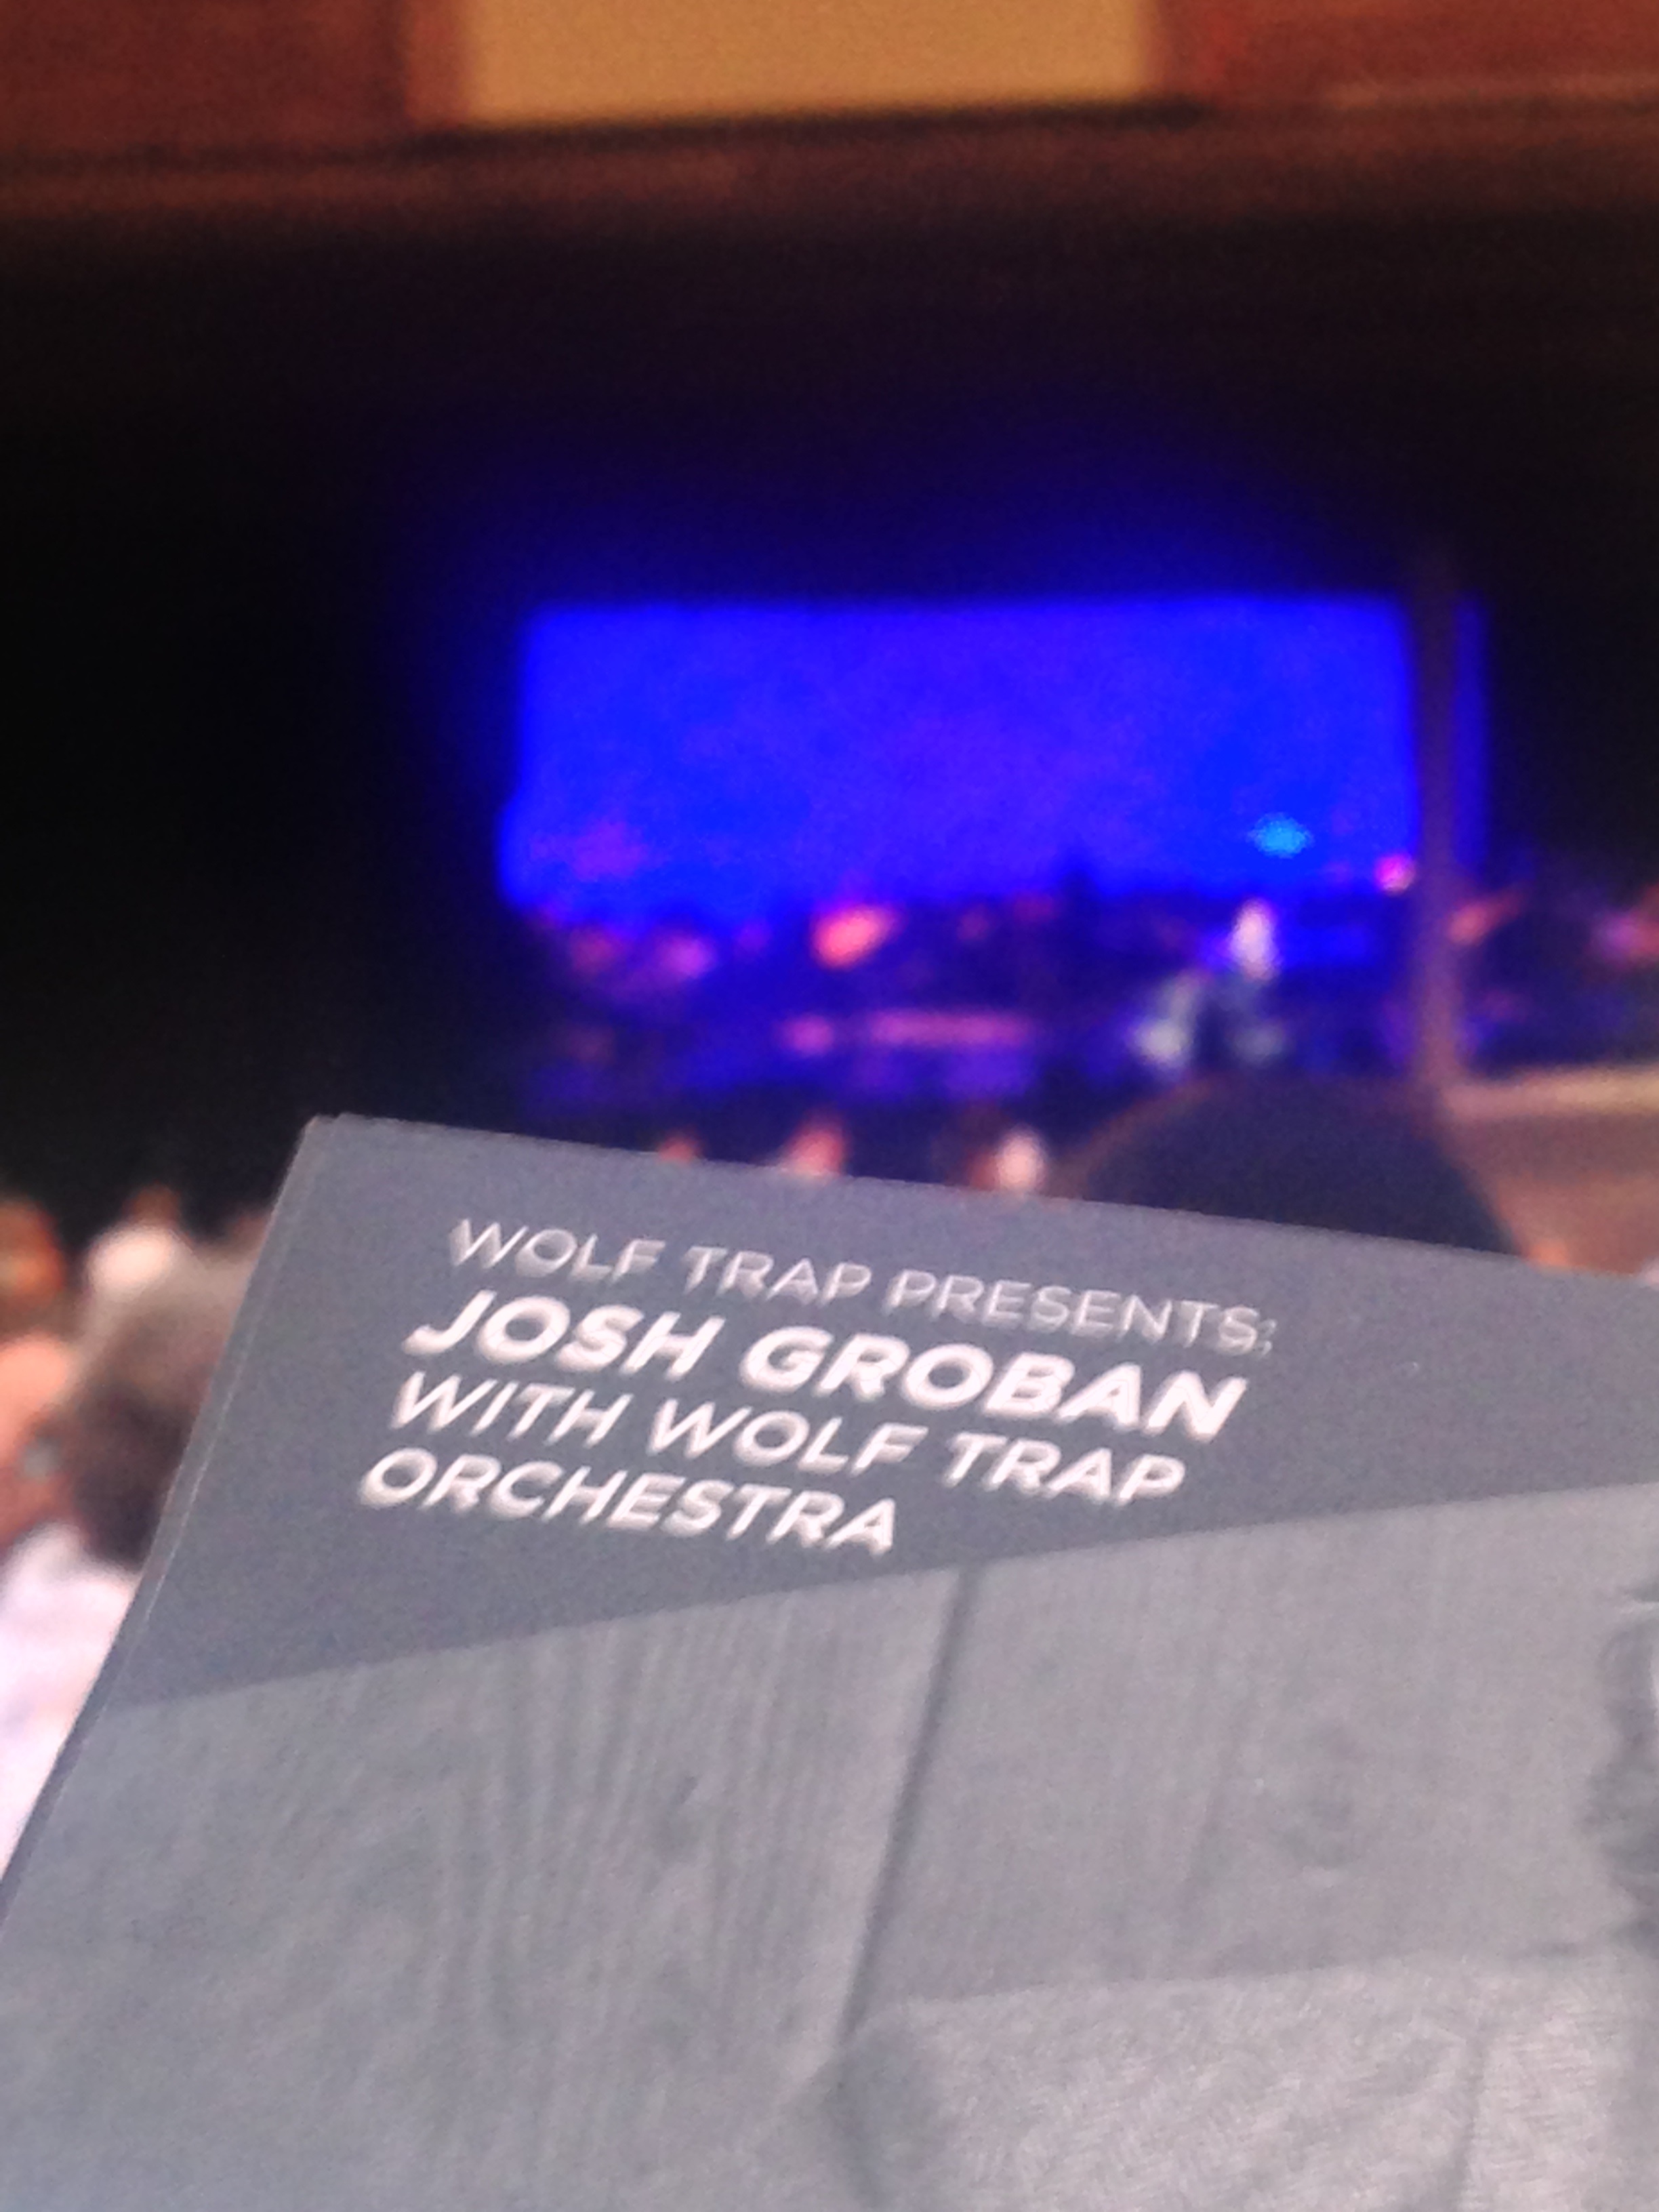 WOLF TRAP PRESENTS:
JOSH GROBAN
WITH WOLF TRAP
ORCHESTRA